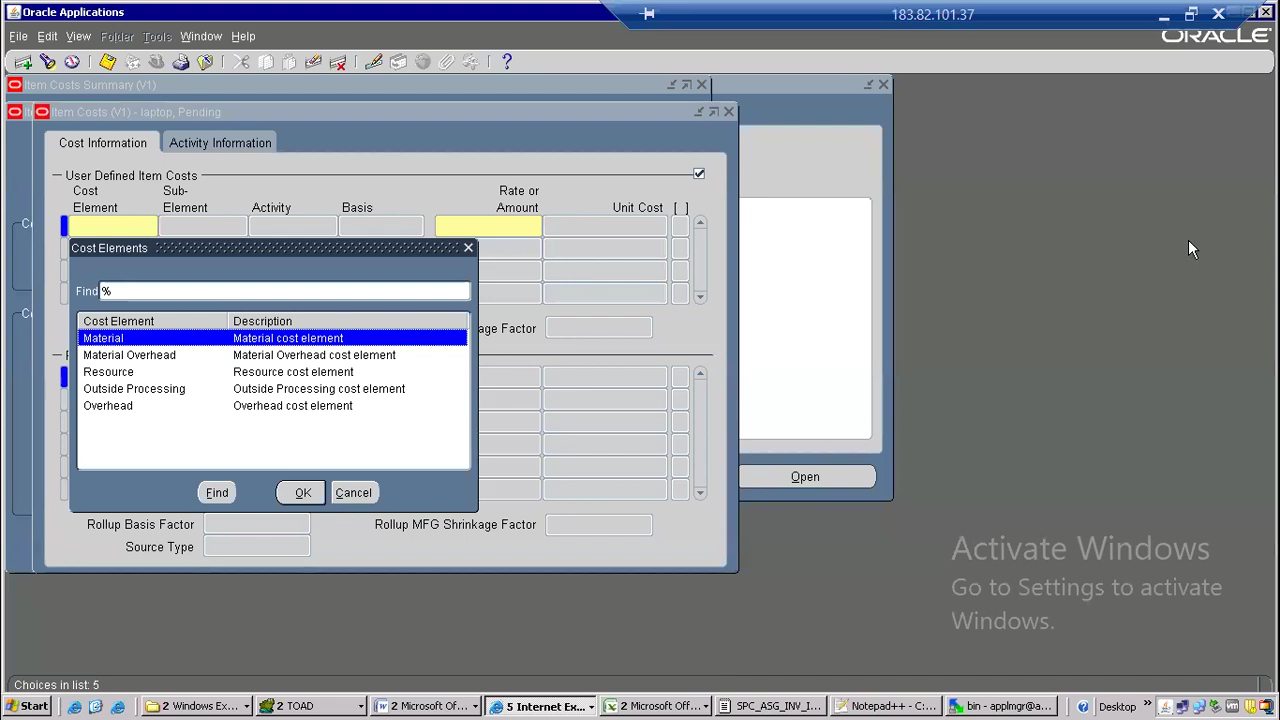 Oracle Applications
183.82.101.37
File Edit View Folder Tools Window Help
ORACLE
Item Costs Summary (V1)
Item Costs (V1) - laptop, Pending
Cost Information Activity Information
User Defined Item Costs
Cost Element Sub-Element Activity Basis Rate or Amount Unit Cost [ ]
Cost Elements
Find %
Cost Element Description
Material Material cost element
Material Overhead Material Overhead cost element
Resource Resource cost element
Outside Processing Outside Processing cost element
Overhead Overhead cost element
Find OK Cancel
Open
Rollup Basis Factor Rollup MFG Shrinkage Factor
Source Type
Activate Windows
Go to Settings to activate
Windows.
Choices in list: 5
Start 2 Windows Ex... 2 TOAD 2 Microsoft Of... 5 Internet Ex... 2 Microsoft Of... SPC_ASG_INV_I... Notepad++ - C... bin - applmgr@a... Desktop »